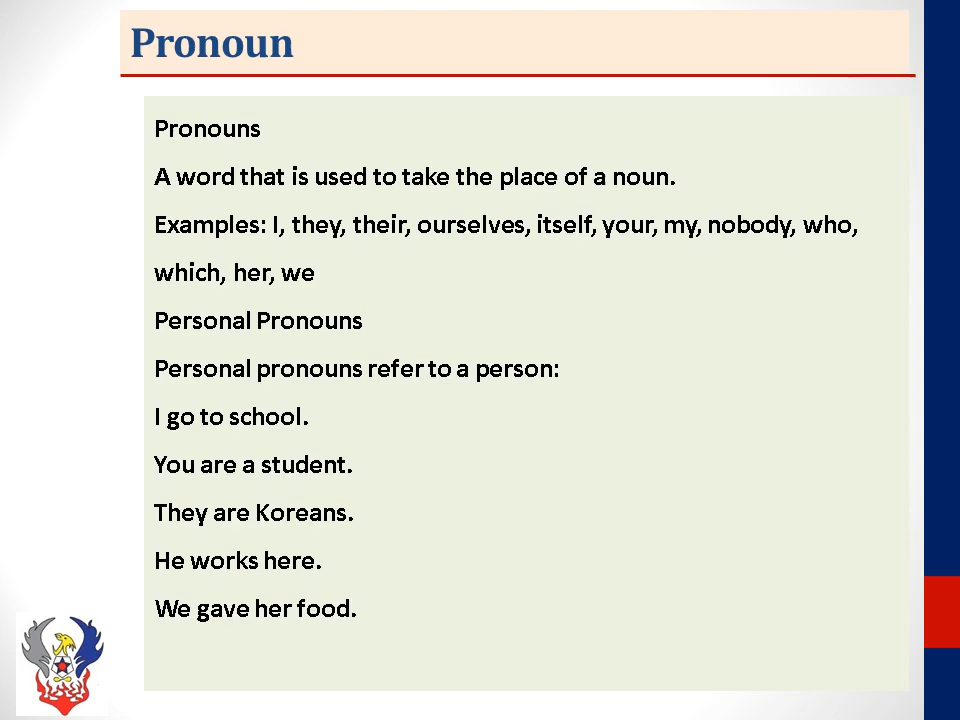 Pronoun
Pronouns
A word that is used to take the place of a noun.
Examples: I, they, their, ourselves, itself, your, my, nobody, who,
which, her, we
Personal Pronouns
Personal pronouns refer to a person:
I go to school.
You are a student.
They are Koreans.
He works here.
We gave her food.